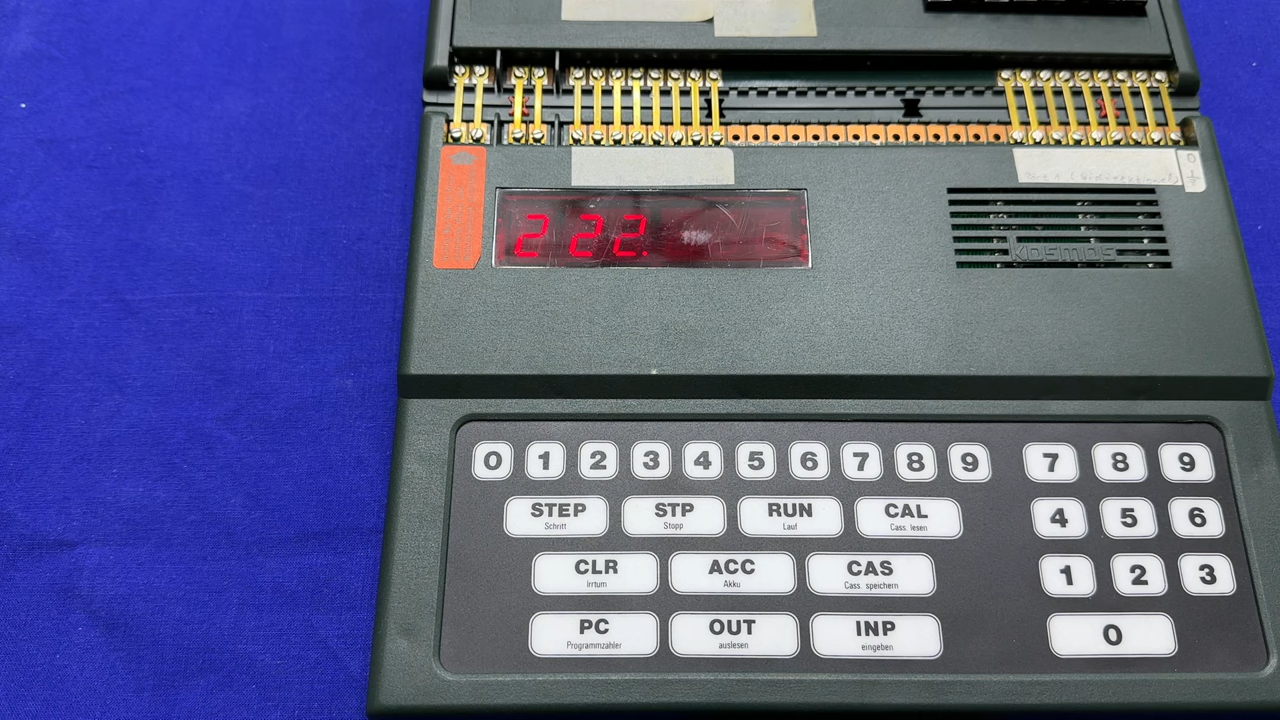 2 22.
kosmos
0 1 2 3 4 5 6 7 8 9
7 8 9
STEP STP RUN CAL
Schritt Stopp Lauf Cass. lesen
4 5 6
CLR ACC CAS
Irrtum Akku Cass. speichern
1 2 3
PC OUT INP
Programmzähler auslesen eingeben
0